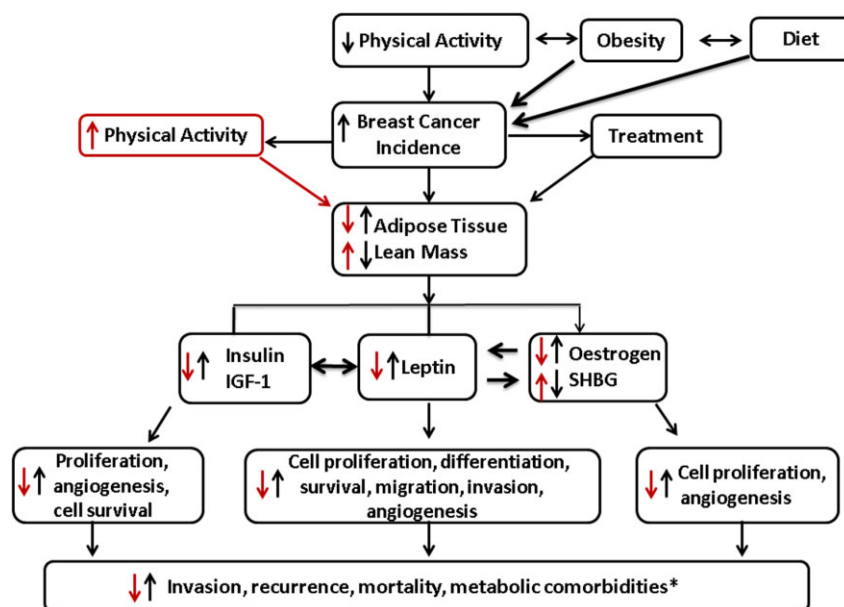 ↓ Physical Activity
Obesity
Diet
↑ Physical Activity
↑ Breast Cancer
Incidence
Treatment
↓↑ Adipose Tissue
↑↓ Lean Mass
↓↑ Insulin
IGF-1
↓↑ Leptin
↓↑ Oestrogen
↑↓ SHBG
↓↑ Proliferation,
angiogenesis,
cell survival
↓↑ Cell proliferation, differentiation,
survival, migration, invasion,
angiogenesis
↓↑ Cell proliferation,
angiogenesis
↓↑ Invasion, recurrence, mortality, metabolic comorbidities*